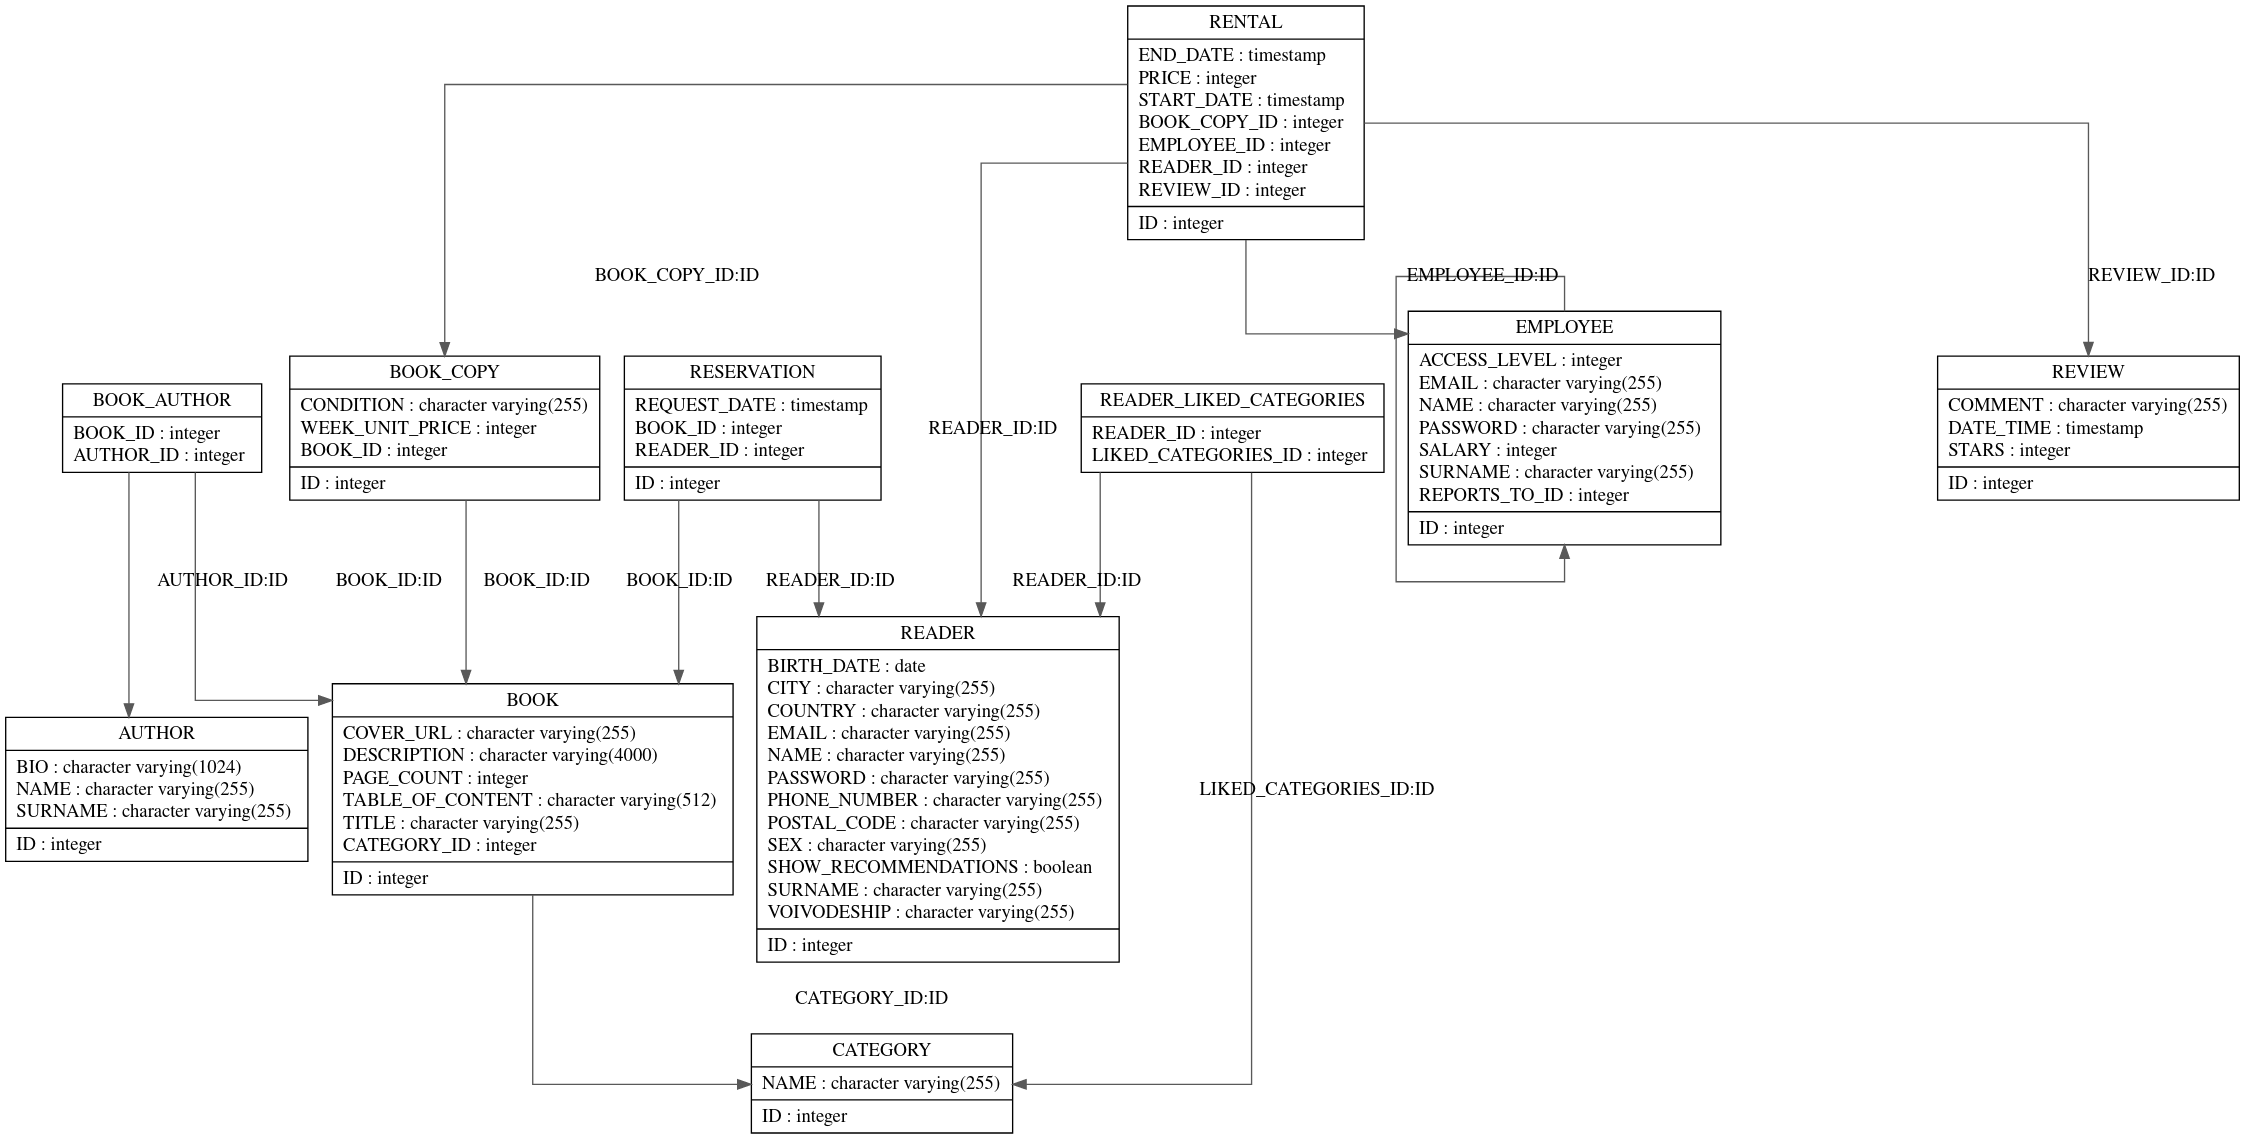 RENTAL
END_DATE : timestamp
PRICE : integer
START_DATE : timestamp
BOOK_COPY_ID : integer
EMPLOYEE_ID : integer
READER_ID : integer
REVIEW_ID : integer
ID : integer
BOOK_COPY_ID:ID
EMPLOYEE_ID:ID
REVIEW_ID:ID
BOOK_AUTHOR
BOOK_ID : integer
AUTHOR_ID : integer
BOOK_COPY
CONDITION : character varying(255)
WEEK_UNIT_PRICE : integer
BOOK_ID : integer
ID : integer
RESERVATION
REQUEST_DATE : timestamp
BOOK_ID : integer
READER_ID : integer
ID : integer
READER_ID:ID
READER_LIKED_CATEGORIES
READER_ID : integer
LIKED_CATEGORIES_ID : integer
EMPLOYEE
ACCESS_LEVEL : integer
EMAIL : character varying(255)
NAME : character varying(255)
PASSWORD : character varying(255)
SALARY : integer
SURNAME : character varying(255)
REPORTS_TO_ID : integer
ID : integer
REVIEW
COMMENT : character varying(255)
DATE_TIME : timestamp
STARS : integer
ID : integer
AUTHOR_ID:ID
BOOK_ID:ID
BOOK_ID:ID
BOOK_ID:ID
READER_ID:ID
READER_ID:ID
AUTHOR
BIO : character varying(1024)
NAME : character varying(255)
SURNAME : character varying(255)
ID : integer
BOOK
COVER_URL : character varying(255)
DESCRIPTION : character varying(4000)
PAGE_COUNT : integer
TABLE_OF_CONTENT : character varying(512)
TITLE : character varying(255)
CATEGORY_ID : integer
ID : integer
READER
BIRTH_DATE : date
CITY : character varying(255)
COUNTRY : character varying(255)
EMAIL : character varying(255)
NAME : character varying(255)
PASSWORD : character varying(255)
PHONE_NUMBER : character varying(255)
POSTAL_CODE : character varying(255)
SEX : character varying(255)
SHOW_RECOMMENDATIONS : boolean
SURNAME : character varying(255)
VOIVODESHIP : character varying(255)
ID : integer
LIKED_CATEGORIES_ID:ID
CATEGORY_ID:ID
CATEGORY
NAME : character varying(255)
ID : integer